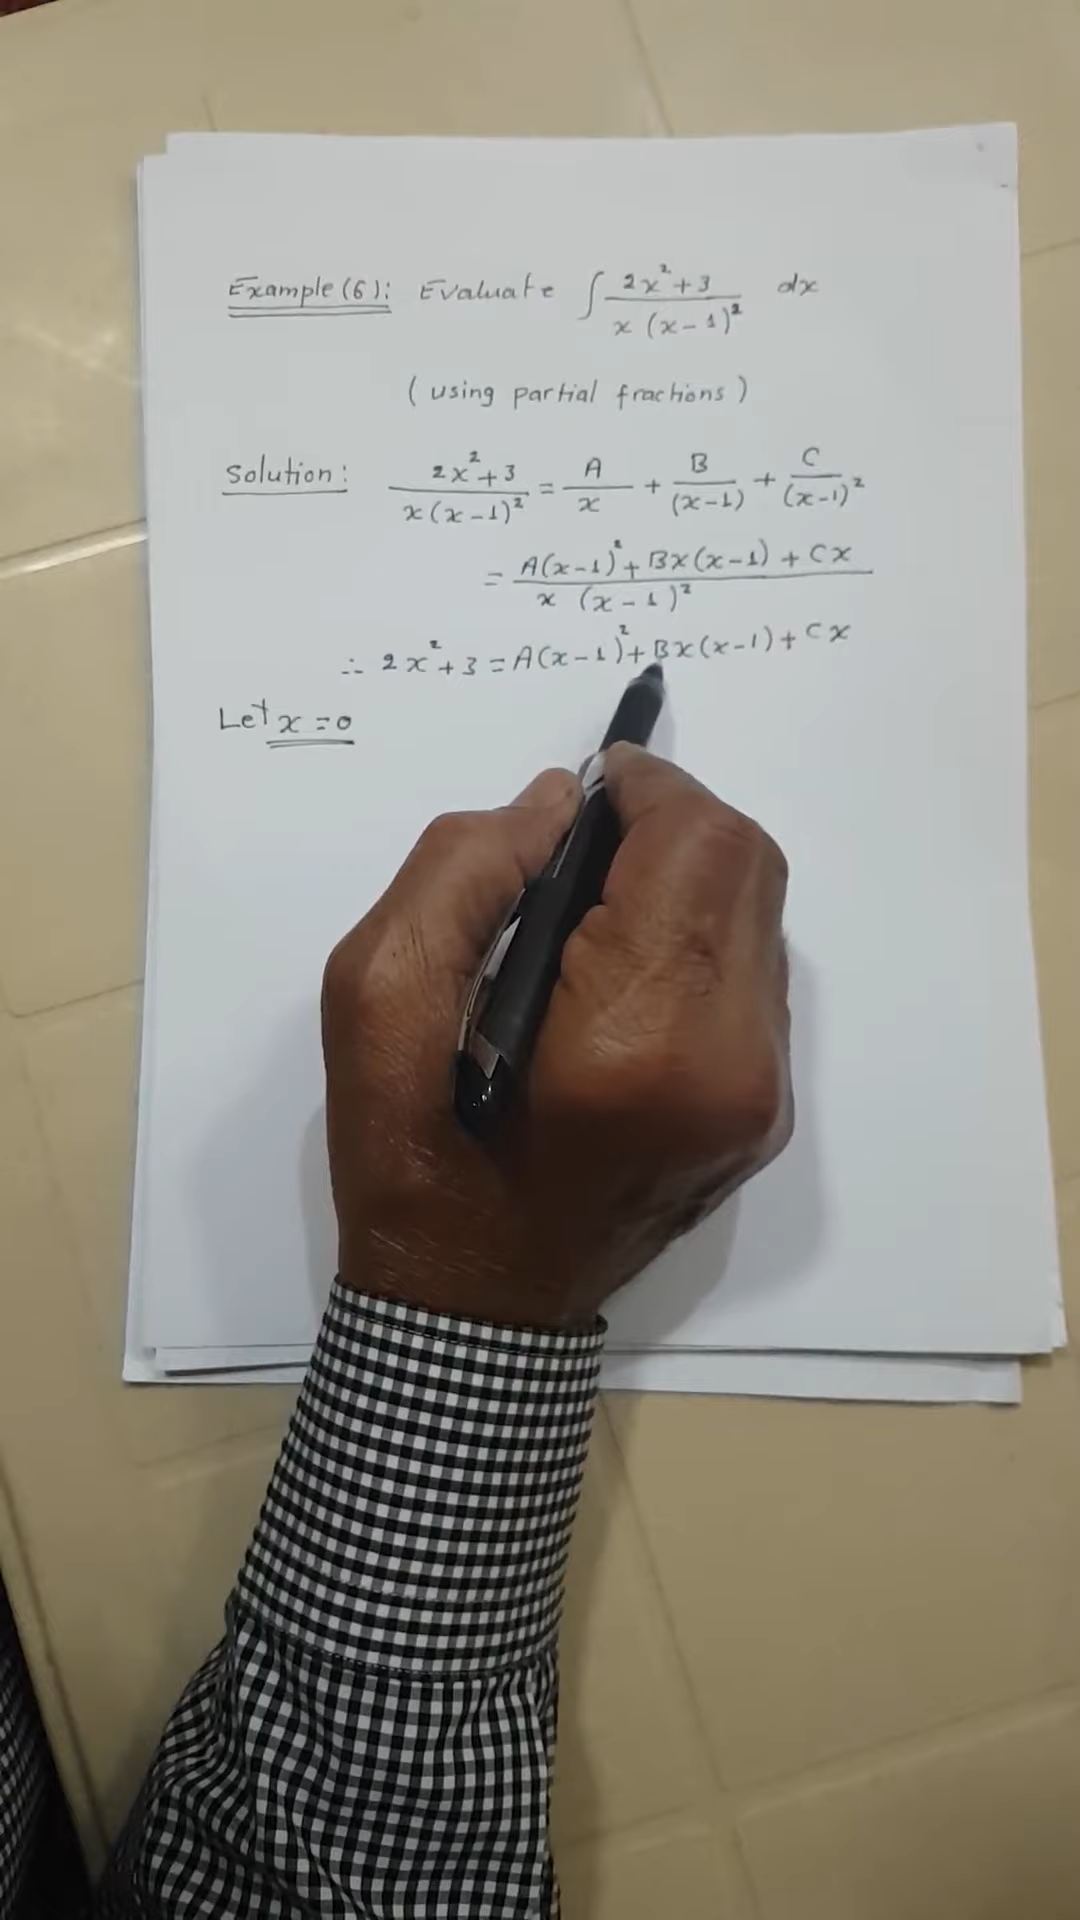 Example (6): Evaluate ∫ (2x² + 3) / (x (x - 1)²) dx
(using partial fractions)
Solution: (2x² + 3) / (x (x - 1)²) = A/x + B/(x - 1) + C/(x - 1)²
= (A(x - 1)² + Bx(x - 1) + Cx) / (x (x - 1)²)
∴ 2x² + 3 = A(x - 1)² + Bx(x - 1) + Cx
Let x = 0